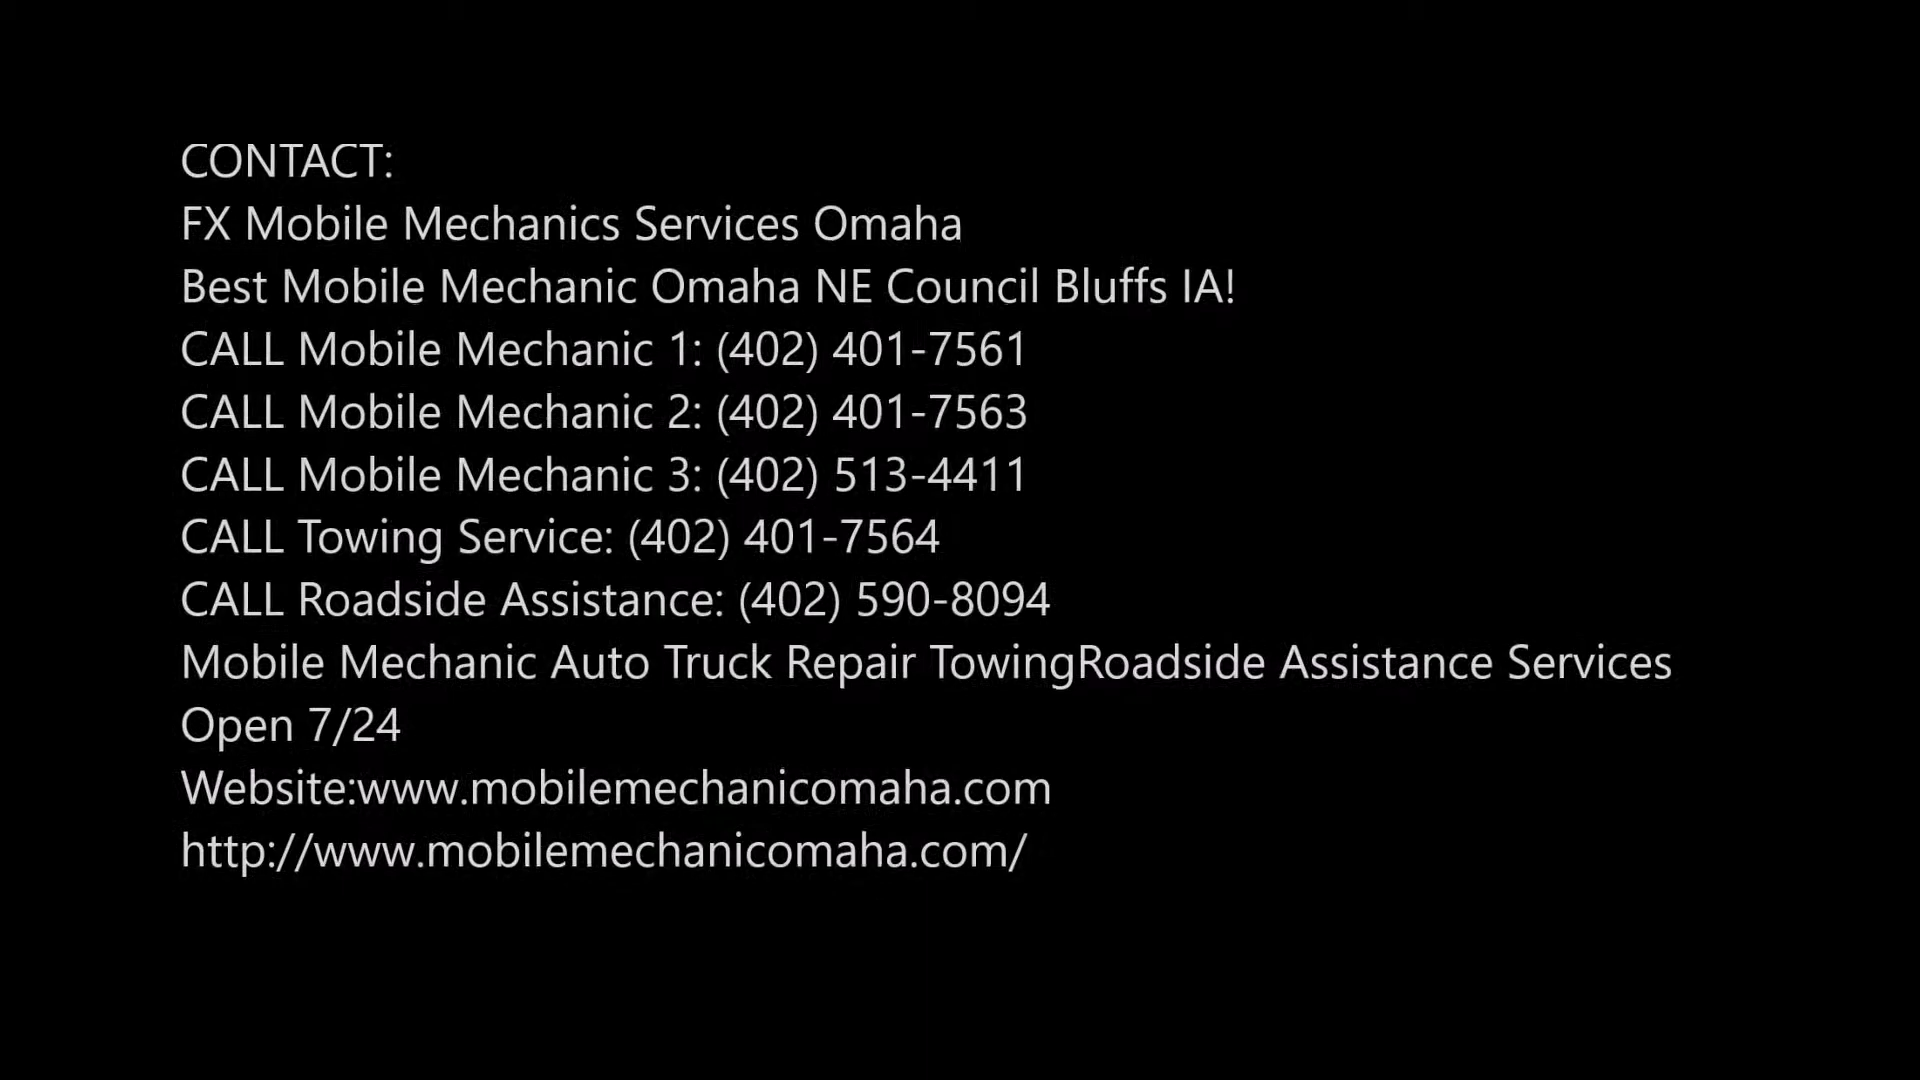 CONTACT:
FX Mobile Mechanics Services Omaha
Best Mobile Mechanic Omaha NE Council Bluffs IA!
CALL Mobile Mechanic 1: (402) 401-7561
CALL Mobile Mechanic 2: (402) 401-7563
CALL Mobile Mechanic 3: (402) 513-4411
CALL Towing Service: (402) 401-7564
CALL Roadside Assistance: (402) 590-8094
Mobile Mechanic Auto Truck Repair TowingRoadside Assistance Services
Open 7/24
Website:www.mobilemechanicomaha.com
http://www.mobilemechanicomaha.com/